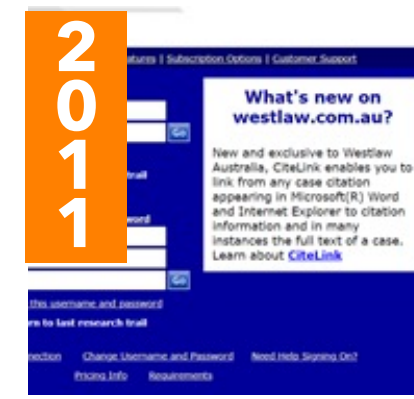 2
0
1
1
atures | Subscription Options | Customer Support
Go
trail
word
Go
this username and password
rn to last research trail
nection Change Username and Password Need Help Signing On?
Pricing Info Requirements
What's new on
westlaw.com.au?
New and exclusive to Westlaw
Australia, CiteLink enables you to
link from any case citation
appearing in Microsoft(R) Word
and Internet Explorer to citation
information and in many
instances the full text of a case.
Learn about CiteLink